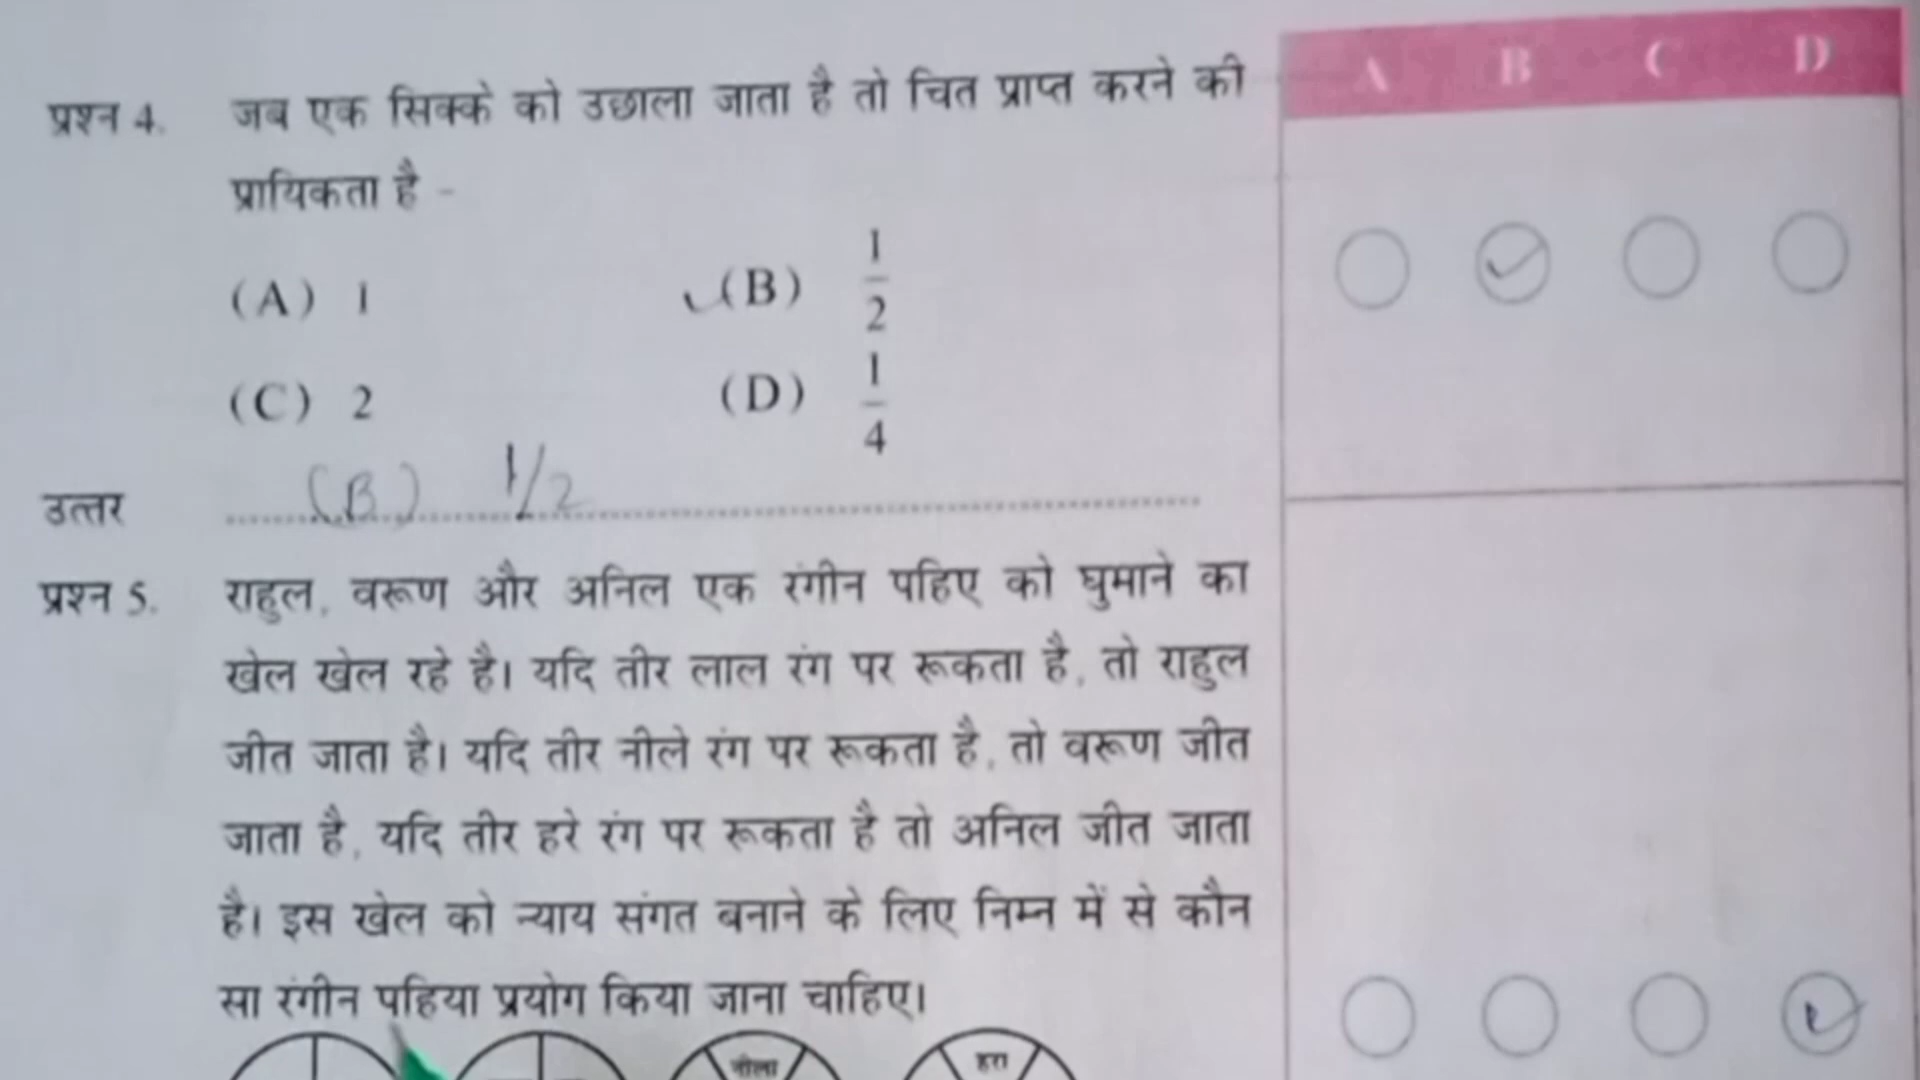 A B C D
प्रश्न 4. जब एक सिक्के को उछाला जाता है तो चित प्राप्त करने की
प्रायिकता है -
(A) 1 (B) 1/2
(C) 2 (D) 1/4
उत्तर (B) 1/2
प्रश्न 5. राहुल, वरूण और अनिल एक रंगीन पहिए को घुमाने का
खेल खेल रहे है। यदि तीर लाल रंग पर रूकता है, तो राहुल
जीत जाता है। यदि तीर नीले रंग पर रूकता है, तो वरूण जीत
जाता है, यदि तीर हरे रंग पर रूकता है तो अनिल जीत जाता
है। इस खेल को न्याय संगत बनाने के लिए निम्न में से कौन
सा रंगीन पहिया प्रयोग किया जाना चाहिए।
नीला हरा